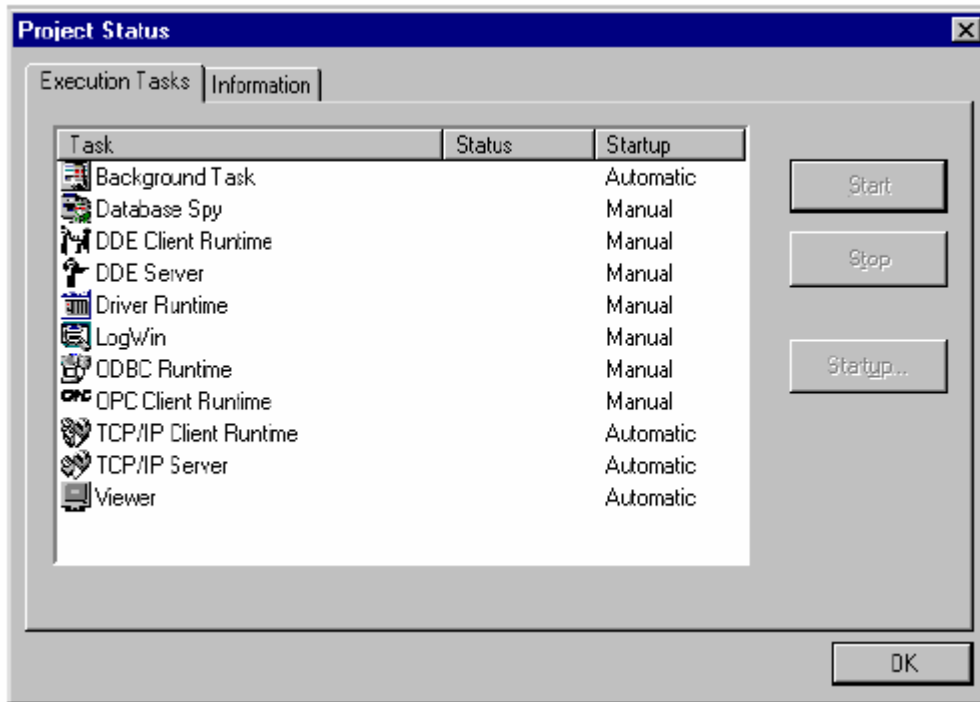 Project Status
Execution Tasks Information
Task Status Startup
Background Task Automatic
Database Spy Manual
DDE Client Runtime Manual
DDE Server Manual
Driver Runtime Manual
LogWin Manual
ODBC Runtime Manual
OPC Client Runtime Manual
TCP/IP Client Runtime Automatic
TCP/IP Server Automatic
Viewer Automatic
Start
Stop
Startup...
OK